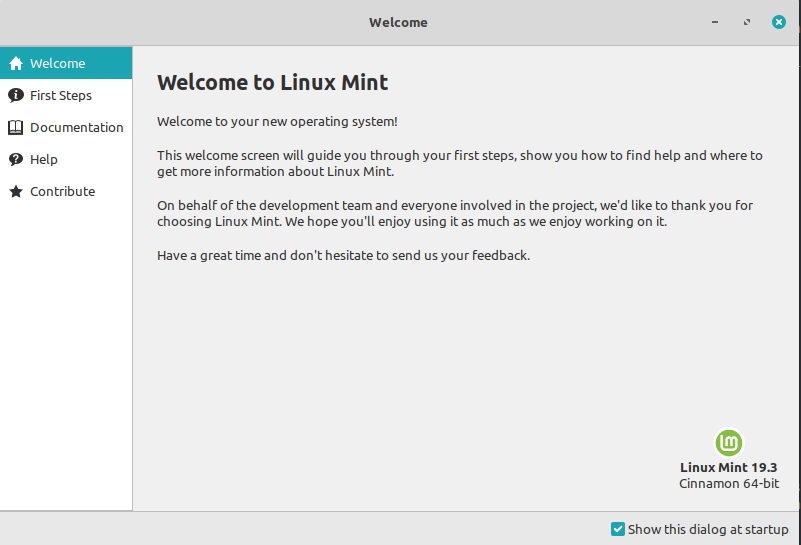 Welcome
Welcome
First Steps
Documentation
Help
Contribute
Welcome to Linux Mint
Welcome to your new operating system!
This welcome screen will guide you through your first steps, show you how to find help and where to
get more information about Linux Mint.
On behalf of the development team and everyone involved in the project, we'd like to thank you for
choosing Linux Mint. We hope you'll enjoy using it as much as we enjoy working on it.
Have a great time and don't hesitate to send us your feedback.
lm
Linux Mint 19.3
Cinnamon 64-bit
Show this dialog at startup